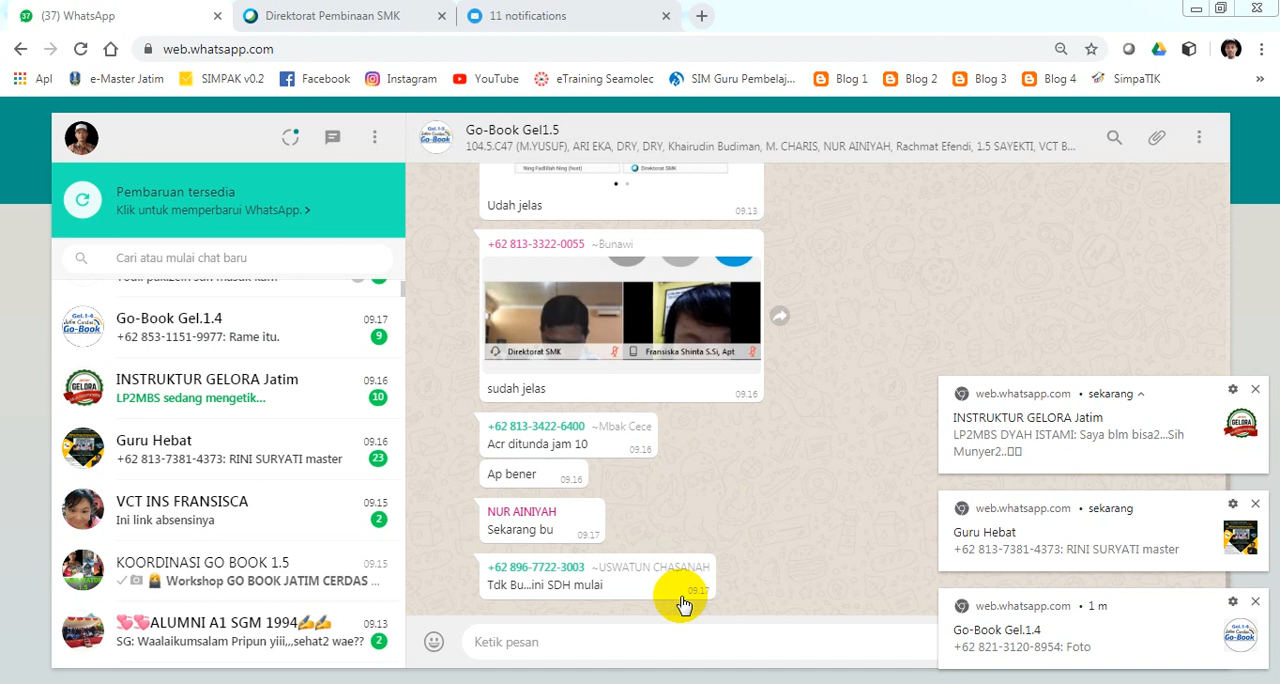 (37) WhatsApp
Direktorat Pembinaan SMK
11 notifications
web.whatsapp.com
Apl
e-Master Jatim
SIMPAK v0.2
Facebook
Instagram
YouTube
eTraining Seamolec
SIM Guru Pembelaj...
Blog 1
Blog 2
Blog 3
Blog 4
SimpaTIK
Pembaruan tersedia
Klik untuk memperbarui WhatsApp.
Cari atau mulai chat baru
Go-Book Gel.1.4 09.17
+62 853-1151-9977: Rame itu. 9
INSTRUKTUR GELORA Jatim 09.16
LP2MBS sedang mengetik... 10
Guru Hebat 09.16
+62 813-7381-4373: RINI SURYATI master 23
VCT INS FRANSISCA 09.15
Ini link absensinya 2
KOORDINASI GO BOOK 1.5 09.15
Workshop GO BOOK JATIM CERDAS ...
ALUMNI A1 SGM 1994 09.13
SG: Waalaikumsalam Pripun yiii,,,sehat2 wae?? 2
Go-Book Gel1.5
104.5.C47 (M.YUSUF), ARI EKA, DRY, DRY, Khairudin Budiman, M. CHARIS, NUR AINIYAH, Rachmat Efendi, 1.5 SAYEKTI, VCT B...
Ning Fadlillah Ning (host) Direktorat SMK
Udah jelas 09.13
+62 813-3322-0055 ~Bunawi
Direktorat SMK Fransiska Shinta S.Si, Apt
sudah jelas 09.16
+62 813-3422-6400 ~Mbak Cece
Acr ditunda jam 10 09.16
Ap bener 09.16
NUR AINIYAH
Sekarang bu 09.17
+62 896-7722-3003 ~USWATUN CHASANAH
Tdk Bu...ini SDH mulai 09.17
Ketik pesan
web.whatsapp.com • sekarang
INSTRUKTUR GELORA Jatim
LP2MBS DYAH ISTAMI: Saya blm bisa2...Sih
Munyer2..
web.whatsapp.com • sekarang
Guru Hebat
+62 813-7381-4373: RINI SURYATI master
web.whatsapp.com • 1 m
Go-Book Gel.1.4
+62 821-3120-8954: Foto